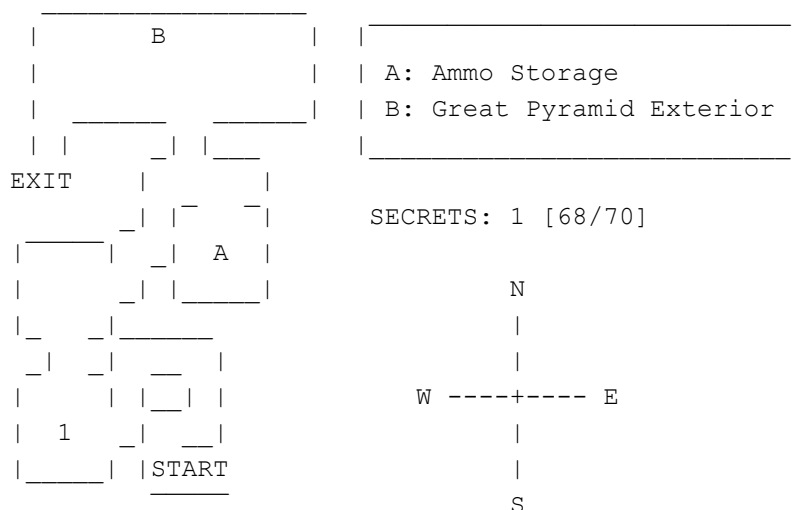 B
A: Ammo Storage
B: Great Pyramid Exterior
EXIT
SECRETS: 1 [68/70]
A
N
W ----+---- E
1
START
S